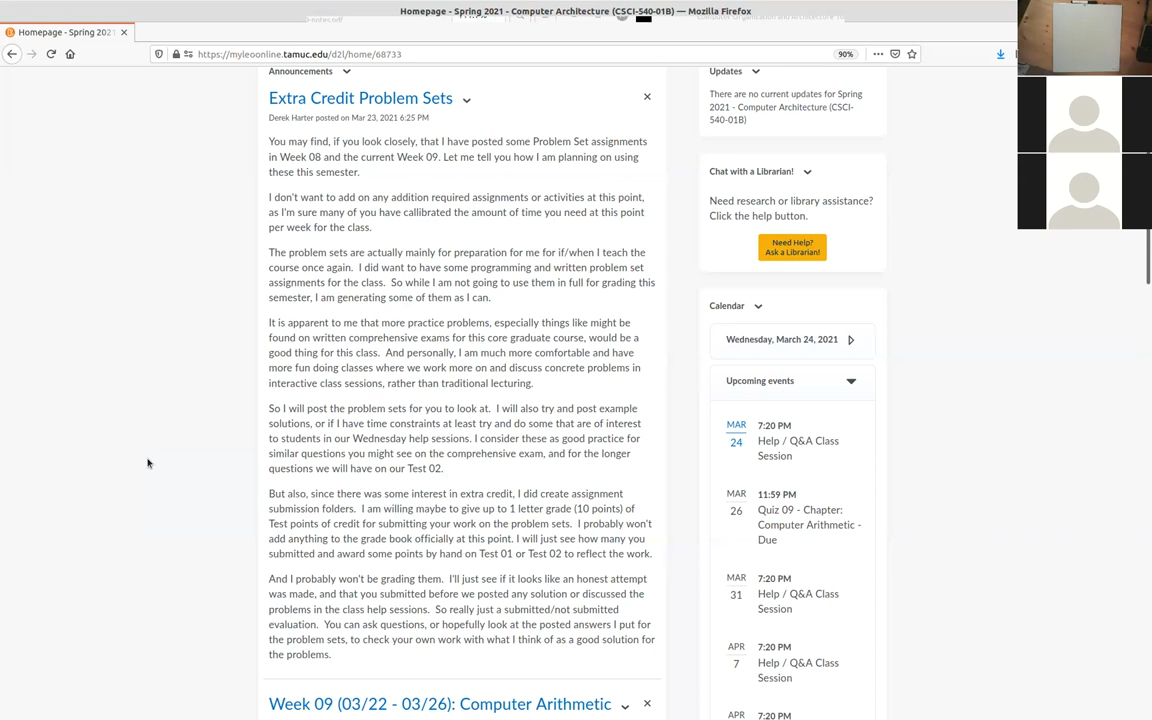 Homepage - Spring 2021 - Computer Architecture (CSCI-540-01B) — Mozilla Firefox
Homepage - Spring 2021
https://myleoonline.tamuc.edu/d2l/home/68733
90%
Announcements
Extra Credit Problem Sets
Derek Harter posted on Mar 23, 2021 6:25 PM
You may find, if you look closely, that I have posted some Problem Set assignments
in Week 08 and the current Week 09. Let me tell you how I am planning on using
these this semester.
I don't want to add on any addition required assignments or activities at this point,
as I'm sure many of you have callibrated the amount of time you need at this point
per week for the class.
The problem sets are actually mainly for preparation for me for if/when I teach the
course once again. I did want to have some programming and written problem set
assignments for the class. So while I am not going to use them in full for grading this
semester, I am generating some of them as I can.
It is apparent to me that more practice problems, especially things like might be
found on written comprehensive exams for this core graduate course, would be a
good thing for this class. And personally, I am much more comfortable and have
more fun doing classes where we work more on and discuss concrete problems in
interactive class sessions, rather than traditional lecturing.
So I will post the problem sets for you to look at. I will also try and post example
solutions, or if I have time constraints at least try and do some that are of interest
to students in our Wednesday help sessions. I consider these as good practice for
similar questions you might see on the comprehensive exam, and for the longer
questions we will have on our Test 02.
But also, since there was some interest in extra credit, I did create assignment
submission folders. I am willing maybe to give up to 1 letter grade (10 points) of
Test points of credit for submitting your work on the problem sets. I probably won't
add anything to the grade book officially at this point. I will just see how many you
submitted and award some points by hand on Test 01 or Test 02 to reflect the work.
And I probably won't be grading them. I'll just see if it looks like an honest attempt
was made, and that you submitted before we posted any solution or discussed the
problems in the class help sessions. So really just a submitted/not submitted
evaluation. You can ask questions, or hopefully look at the posted answers I put for
the problem sets, to check your own work with what I think of as a good solution for
the problems.
Week 09 (03/22 - 03/26): Computer Arithmetic
Updates
There are no current updates for Spring
2021 - Computer Architecture (CSCI-
540-01B)
Chat with a Librarian!
Need research or library assistance?
Click the help button.
Need Help?
Ask a Librarian!
Calendar
Wednesday, March 24, 2021
Upcoming events
MAR
24
7:20 PM
Help / Q&A Class
Session
MAR
26
11:59 PM
Quiz 09 - Chapter:
Computer Arithmetic -
Due
MAR
31
7:20 PM
Help / Q&A Class
Session
APR
7
7:20 PM
Help / Q&A Class
Session
APR
7:20 PM